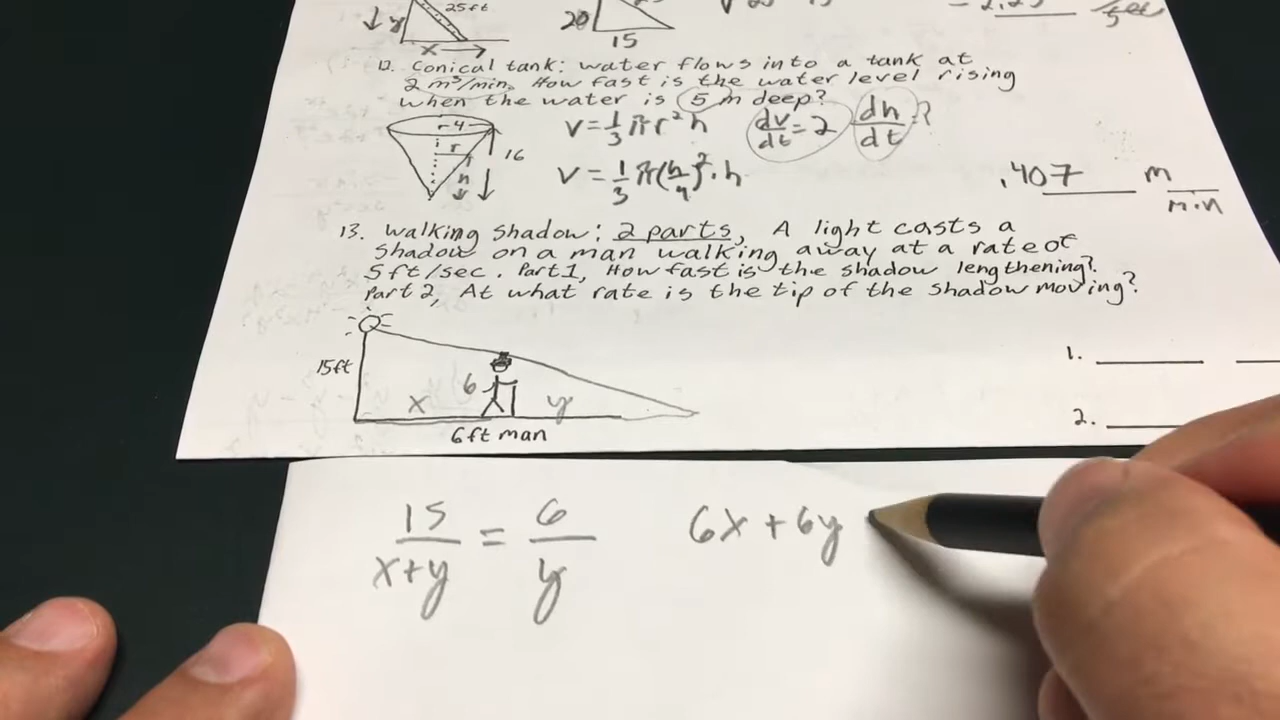 25ft
y
x
20
15
12. Conical tank: water flows into a tank at
2 m³/min. How fast is the water level rising
when the water is 5 m deep?
r=4
r
16
h
V = 1/3 πr²h
dv/dt = 2
dh/dt = ?
V = 1/3 π(h/4)²·h
.407 m/min
13. Walking shadow: 2 parts, A light casts a
shadow on a man walking away at a rate of
5ft/sec. Part 1, How fast is the shadow lengthening?
Part 2, At what rate is the tip of the shadow moving?
15ft
x
6
y
6ft man
1.
2.
15/(x+y) = 6/y
6x + 6y